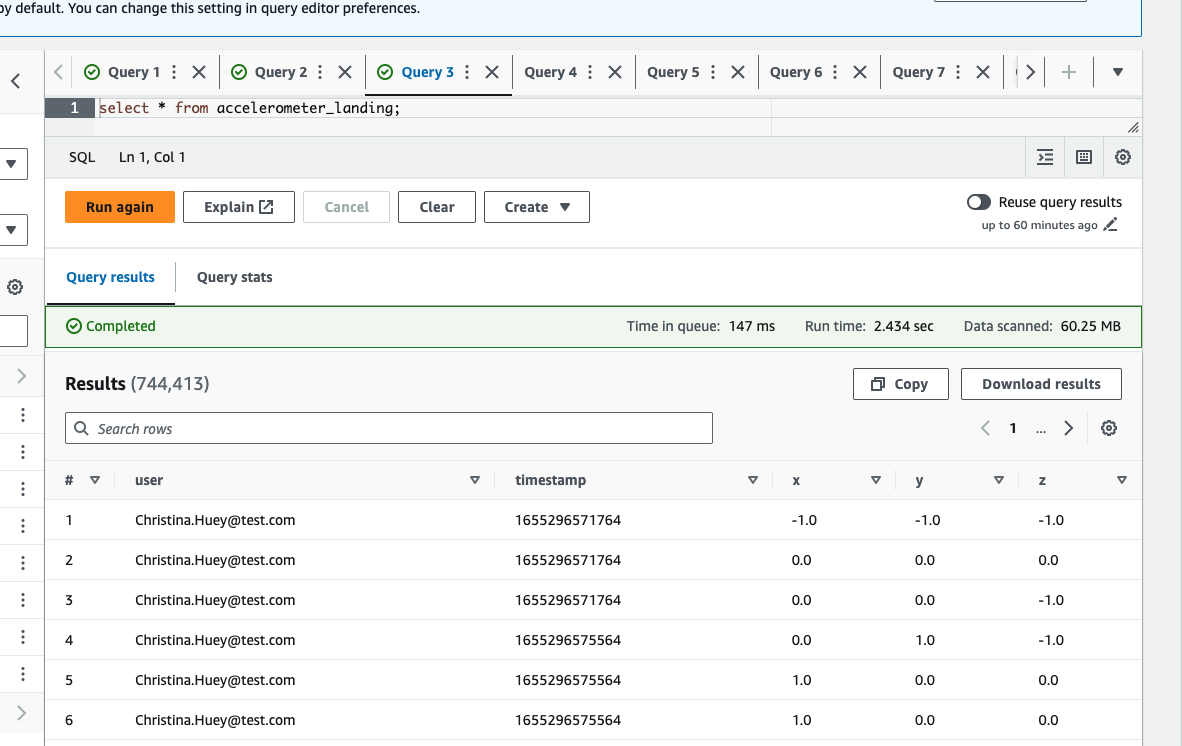 by default. You can change this setting in query editor preferences.
Query 1 Query 2 Query 3 Query 4 Query 5 Query 6 Query 7
1 select * from accelerometer_landing;
SQL Ln 1, Col 1
Run again Explain Cancel Clear Create Reuse query results
up to 60 minutes ago
Query results Query stats
Completed Time in queue: 147 ms Run time: 2.434 sec Data scanned: 60.25 MB
Results (744,413) Copy Download results
Search rows 1 ...
# user timestamp x y z
1 Christina.Huey@test.com 1655296571764 -1.0 -1.0 -1.0
2 Christina.Huey@test.com 1655296571764 0.0 0.0 0.0
3 Christina.Huey@test.com 1655296571764 0.0 0.0 -1.0
4 Christina.Huey@test.com 1655296575564 0.0 1.0 -1.0
5 Christina.Huey@test.com 1655296575564 1.0 0.0 0.0
6 Christina.Huey@test.com 1655296575564 1.0 0.0 0.0